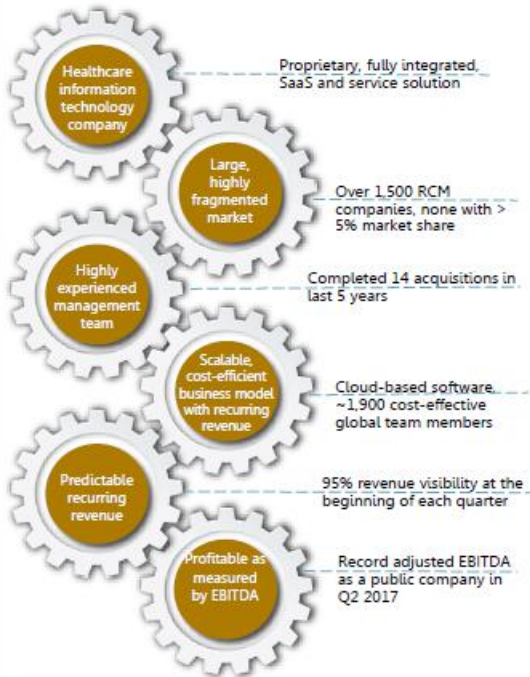 Healthcare
information
technology
company
Proprietary, fully integrated,
SaaS and service solution
Large,
highly
fragmented
market
Over 1,500 RCM
companies, none with >
5% market share
Highly
experienced
management
team
Completed 14 acquisitions in
last 5 years
Scalable,
cost-efficient
business model
with recurring
revenue
Cloud-based software,
~1,900 cost-effective
global team members
Predictable
recurring
revenue
95% revenue visibility at the
beginning of each quarter
Profitable as
measured
by EBITDA
Record adjusted EBITDA
as a public company in
Q2 2017